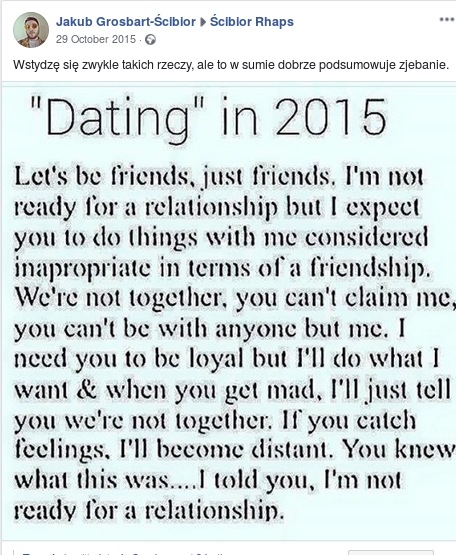 Jakub Grosbart-Ścibior ▸ Ścibior Rhaps
29 October 2015 ·
Wstydzę się zwykle takich rzeczy, ale to w sumie dobrze podsumowuje zjebanie.
"Dating" in 2015
Let's be friends, just friends. I'm not
ready for a relationship but I expect
you to do things with me considered
inapropriate in terms of a friendship.
We're not together, you can't claim me,
you can't be with anyone but me. I
need you to be loyal but I'll do what I
want & when you get mad, I'll just tell
you we're not together. If you catch
feelings, I'll become distant. You knew
what this was....I told you, I'm not
ready for a relationship.